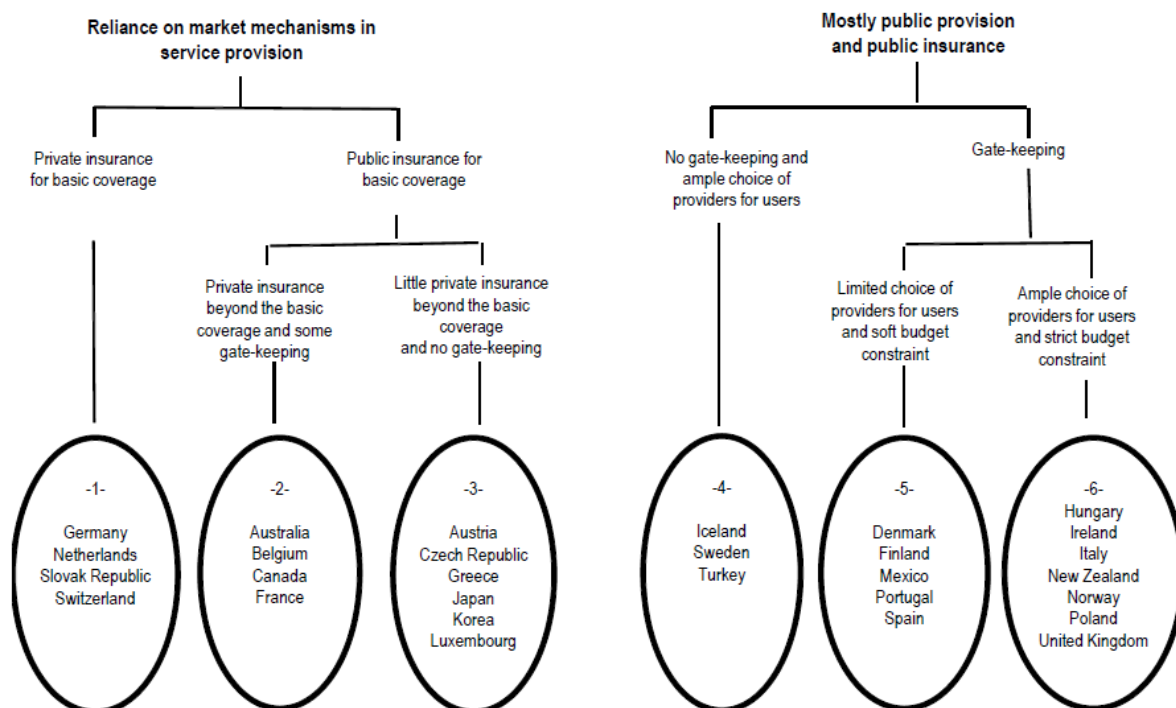 Reliance on market mechanisms in
service provision
Mostly public provision
and public insurance
Private insurance
for basic coverage
Public insurance for
basic coverage
No gate-keeping and
ample choice of
providers for users
Gate-keeping
Private insurance
beyond the basic
coverage and some
gate-keeping
Little private insurance
beyond the basic
coverage
and no gate-keeping
Limited choice of
providers for users
and soft budget
constraint
Ample choice of
providers for users
and strict budget
constraint
-1-
Germany
Netherlands
Slovak Republic
Switzerland
-2-
Australia
Belgium
Canada
France
-3-
Austria
Czech Republic
Greece
Japan
Korea
Luxembourg
-4-
Iceland
Sweden
Turkey
-5-
Denmark
Finland
Mexico
Portugal
Spain
-6-
Hungary
Ireland
Italy
New Zealand
Norway
Poland
United Kingdom